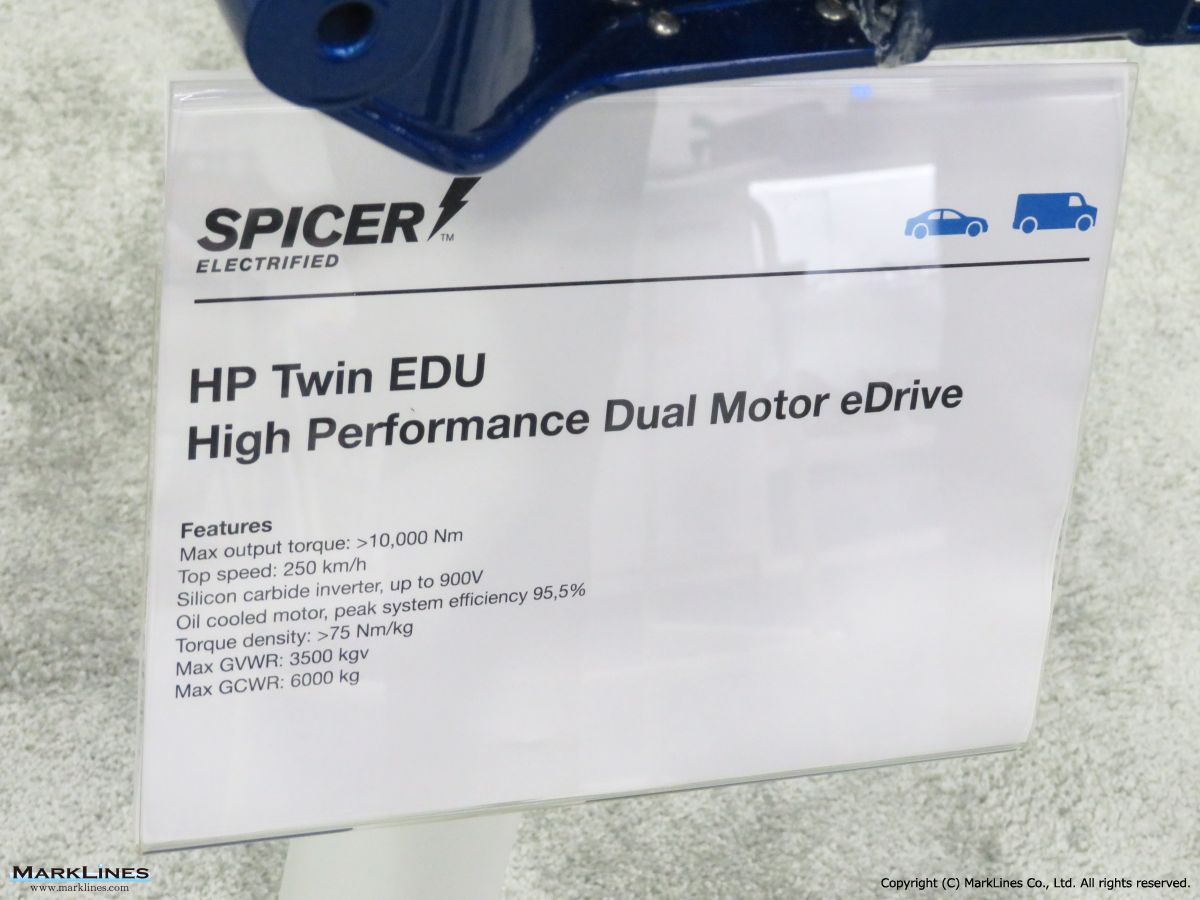 SPICER
TM
ELECTRIFIED
HP Twin EDU
High Performance Dual Motor eDrive
Features
Max output torque: >10,000 Nm
Top speed: 250 km/h
Silicon carbide inverter, up to 900V
Oil cooled motor, peak system efficiency 95,5%
Torque density: >75 Nm/kg
Max GVWR: 3500 kgv
Max GCWR: 6000 kg
MARKLINES
www.marklines.com
Copyright (C) MarkLines Co., Ltd. All rights reserved.